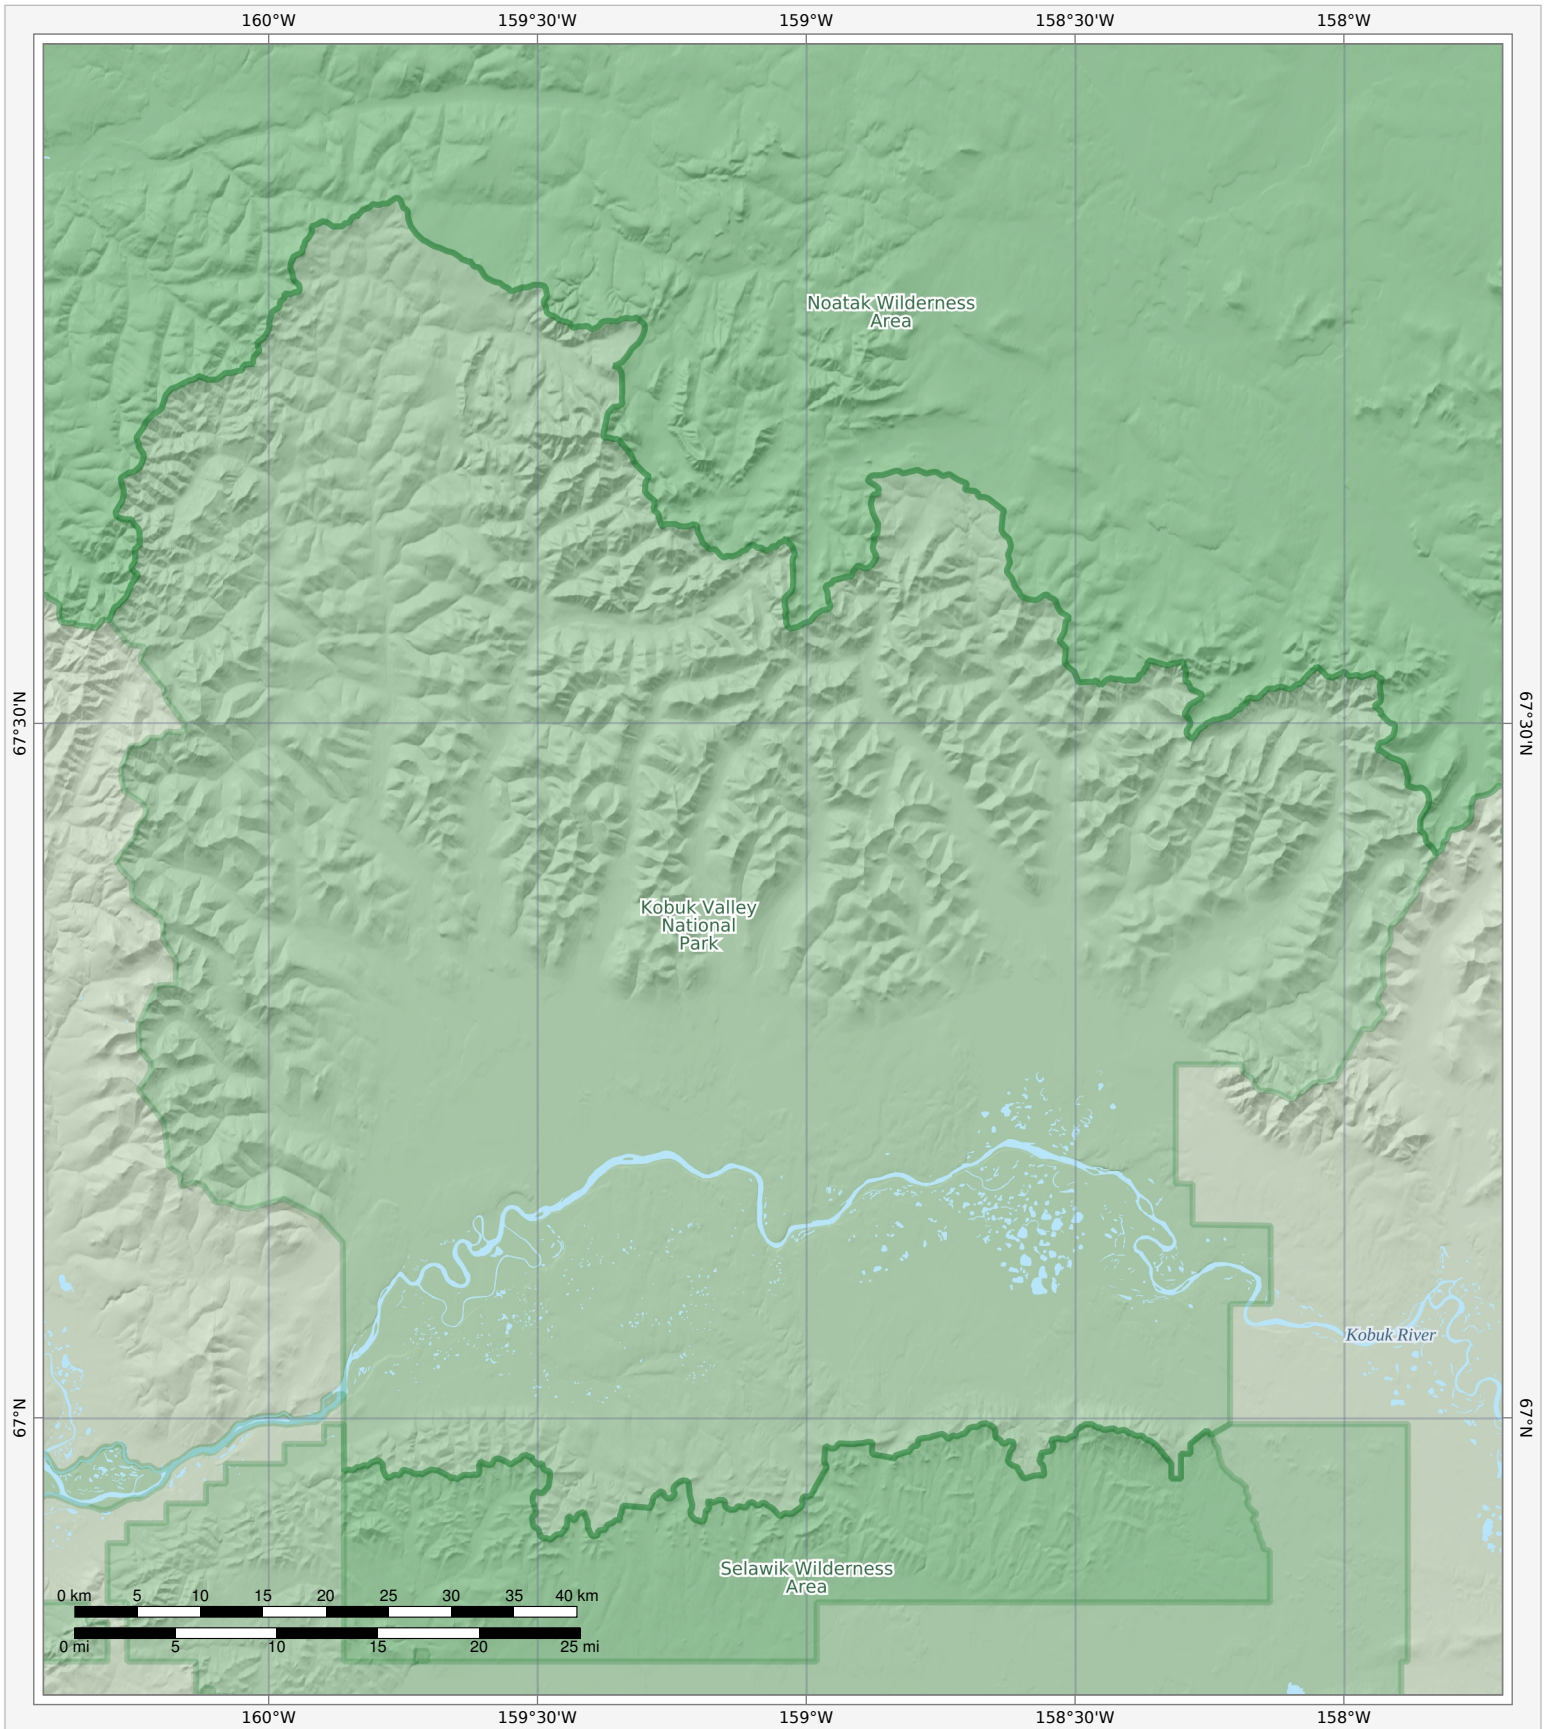 160°W 159°30'W 159°W 158°30'W 158°W
Noatak Wilderness
Area
67°30'N 67°30'N
Kobuk Valley
National
Park
Kobuk River
67°N 67°N
Selawik Wilderness
Area
0 km 5 10 15 20 25 30 35 40 km
0 mi 5 10 15 20 25 mi
160°W 159°30'W 159°W 158°30'W 158°W